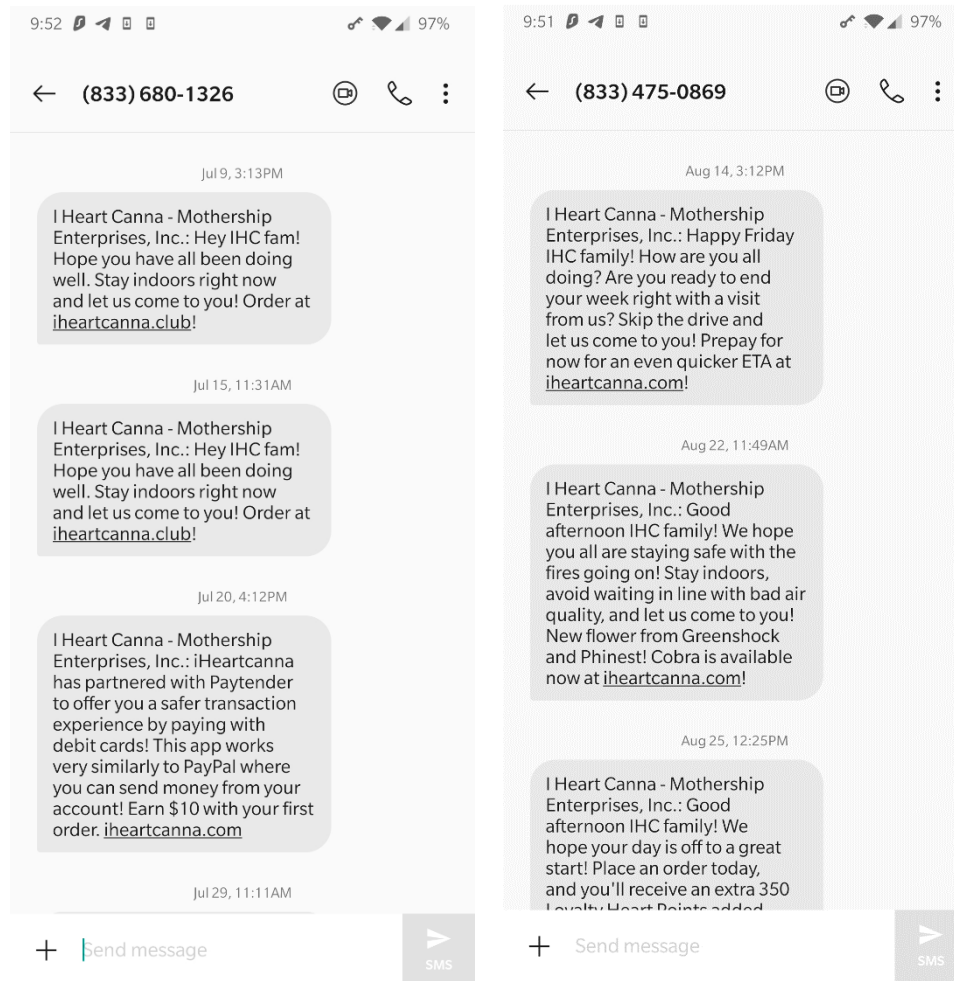 9:52
97%
(833) 680-1326
Jul 9, 3:13PM
I Heart Canna - Mothership
Enterprises, Inc.: Hey IHC fam!
Hope you have all been doing
well. Stay indoors right now
and let us come to you! Order at
iheartcanna.club!
Jul 15, 11:31AM
I Heart Canna - Mothership
Enterprises, Inc.: Hey IHC fam!
Hope you have all been doing
well. Stay indoors right now
and let us come to you! Order at
iheartcanna.club!
Jul 20, 4:12PM
I Heart Canna - Mothership
Enterprises, Inc.: iHeartcanna
has partnered with Paytender
to offer you a safer transaction
experience by paying with
debit cards! This app works
very similarly to PayPal where
you can send money from your
account! Earn $10 with your first
order. iheartcanna.com
Jul 29, 11:11AM
Send message
SMS
9:51
97%
(833) 475-0869
Aug 14, 3:12PM
I Heart Canna - Mothership
Enterprises, Inc.: Happy Friday
IHC family! How are you all
doing? Are you ready to end
your week right with a visit
from us? Skip the drive and
let us come to you! Prepay for
now for an even quicker ETA at
iheartcanna.com!
Aug 22, 11:49AM
I Heart Canna - Mothership
Enterprises, Inc.: Good
afternoon IHC family! We hope
you all are staying safe with the
fires going on! Stay indoors,
avoid waiting in line with bad air
quality, and let us come to you!
New flower from Greenshock
and Phinest! Cobra is available
now at iheartcanna.com!
Aug 25, 12:25PM
I Heart Canna - Mothership
Enterprises, Inc.: Good
afternoon IHC family! We
hope your day is off to a great
start! Place an order today,
and you'll receive an extra 350
Loyalty Heart Points added
Send message
SMS